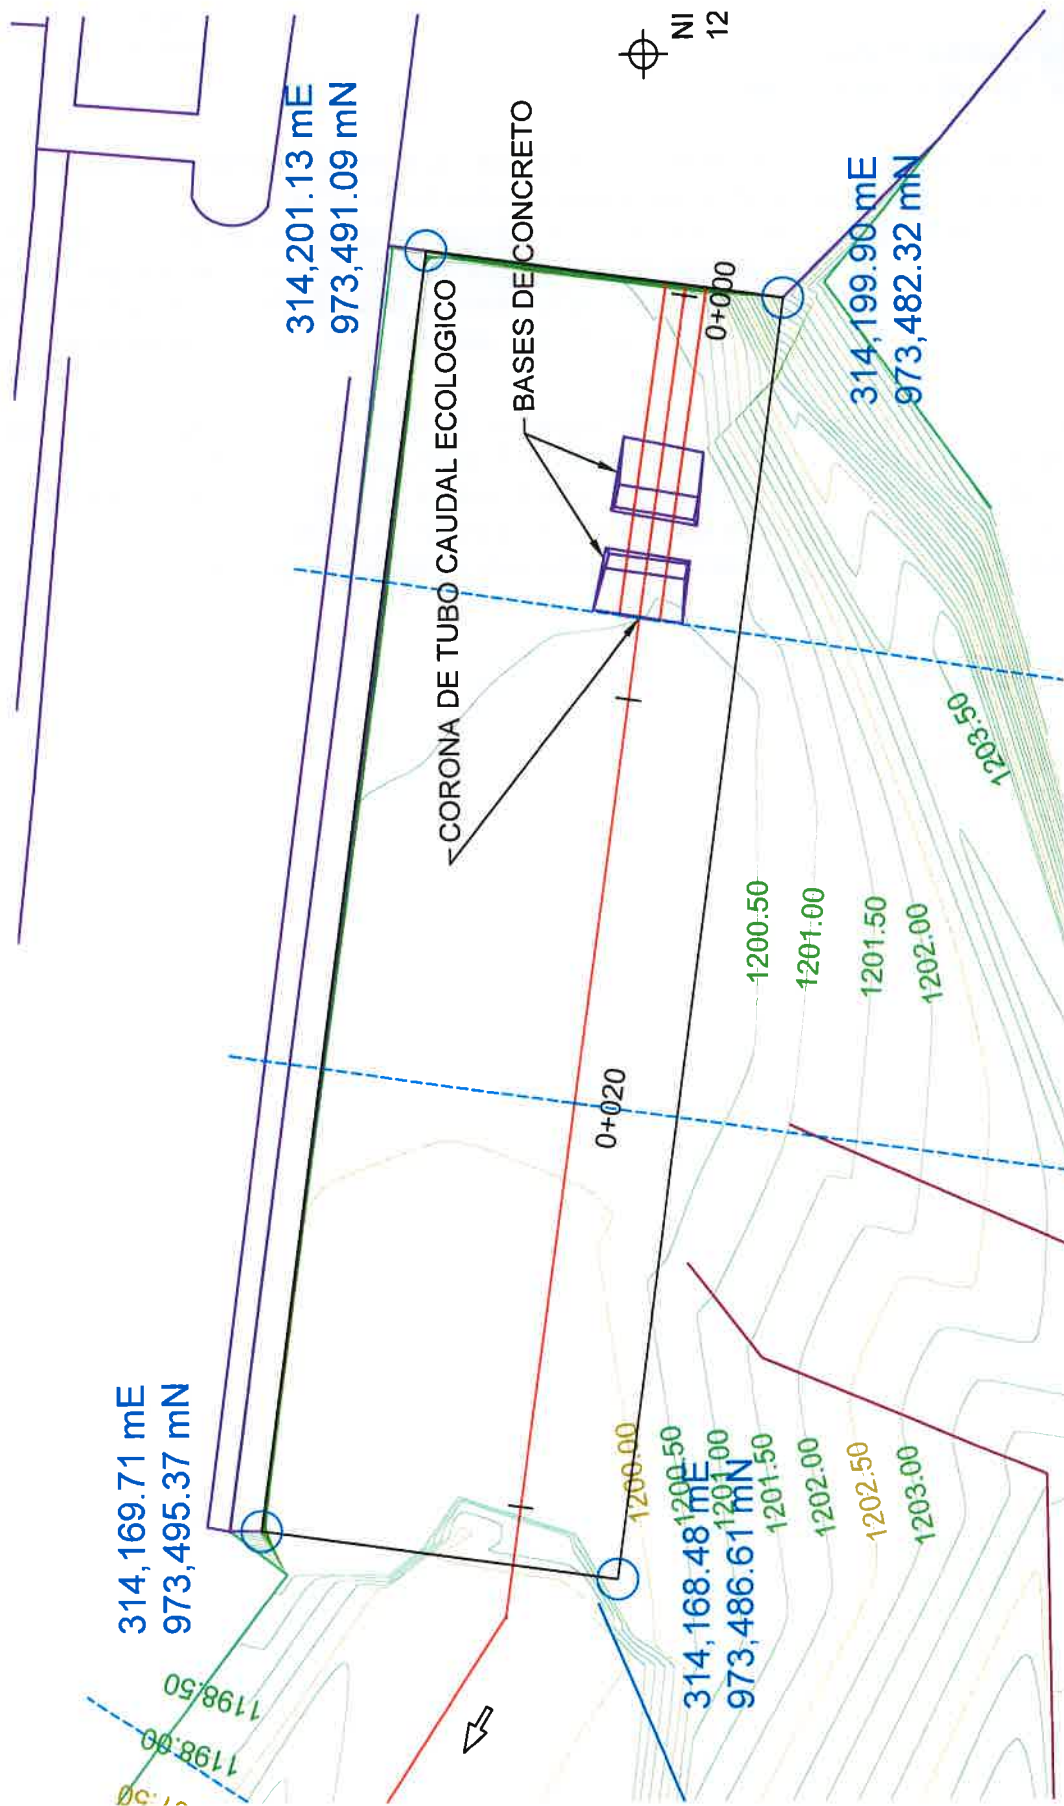 314,201.13 mE
973,491.09 mN
NI
12
BASES DE CONCRETO
CORONA DE TUBO CAUDAL ECOLOGICO
0+000
314,199.90 mE
973,482.32 mN
1203.50
1200.50
1201.00
1201.50
1202.00
0+020
314,169.71 mE
973,495.37 mN
1200.00
1200.50
1201.00
1201.50
1202.00
1202.50
1203.00
314,168.48 mE
973,486.61 mN
1198.50
1198.00